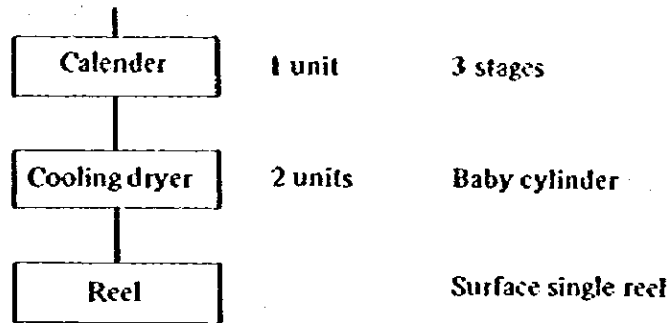 Calender 1 unit 3 stages
Cooling dryer 2 units Baby cylinder
Reel Surface single reel